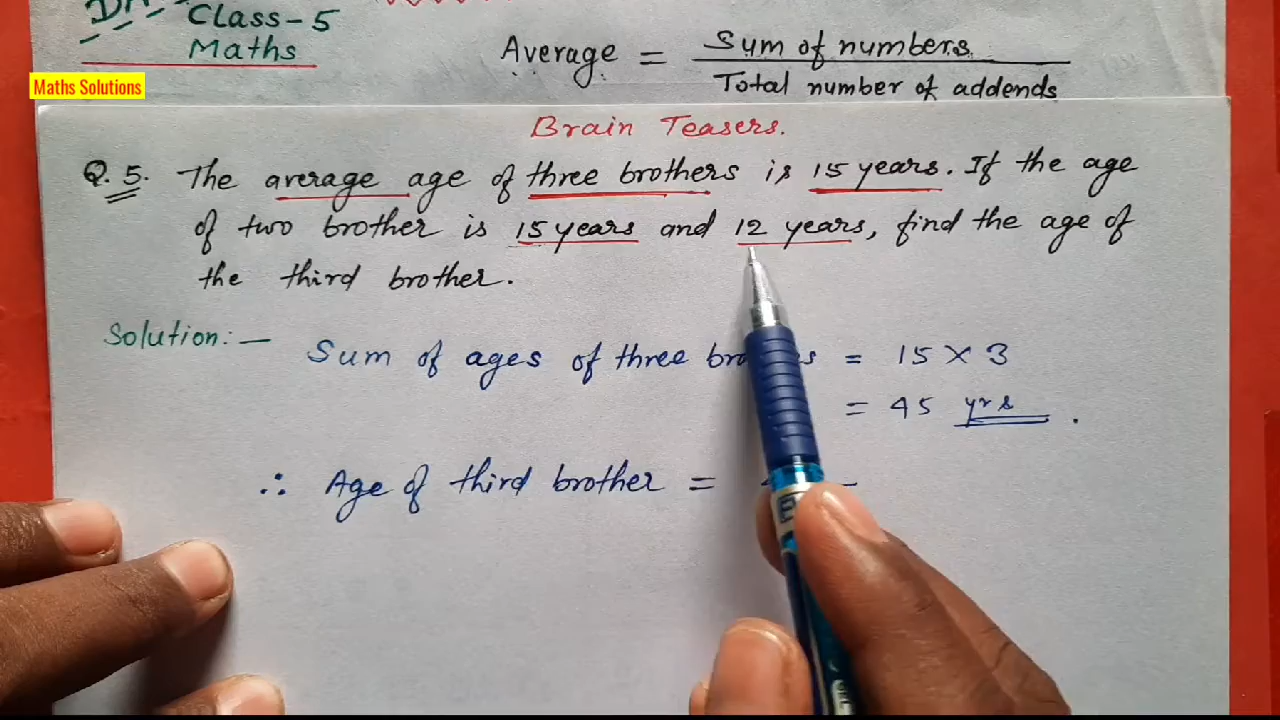 Class-5
Maths
Maths Solutions
Average = Sum of numbers
Total number of addends
Brain Teasers.
Q.5. The average age of three brothers is 15 years. If the age
of two brother is 15 years and 12 years, find the age of
the third brother.
Solution:—
Sum of ages of three = 15 × 3
= 45 yrs.
∴ Age of third brother =